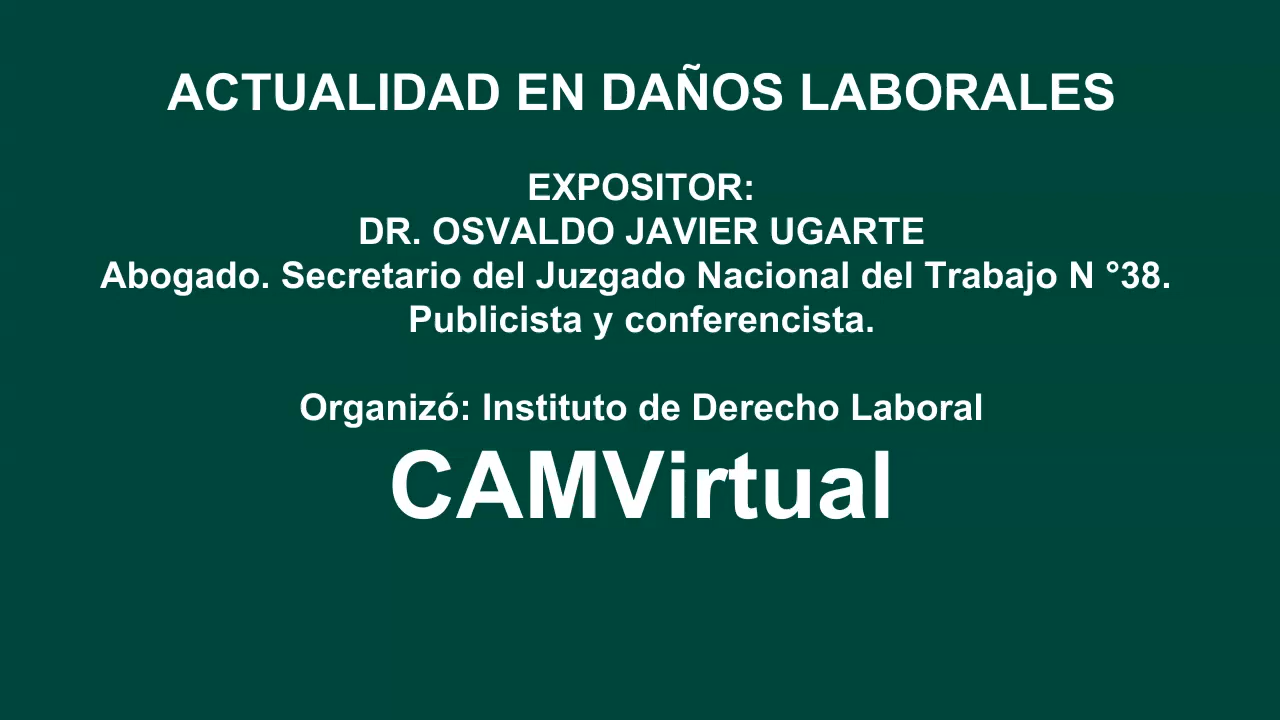 ACTUALIDAD EN DAÑOS LABORALES
EXPOSITOR:
DR. OSVALDO JAVIER UGARTE
Abogado. Secretario del Juzgado Nacional del Trabajo N °38.
Publicista y conferencista.
Organizó: Instituto de Derecho Laboral
CAMVirtual